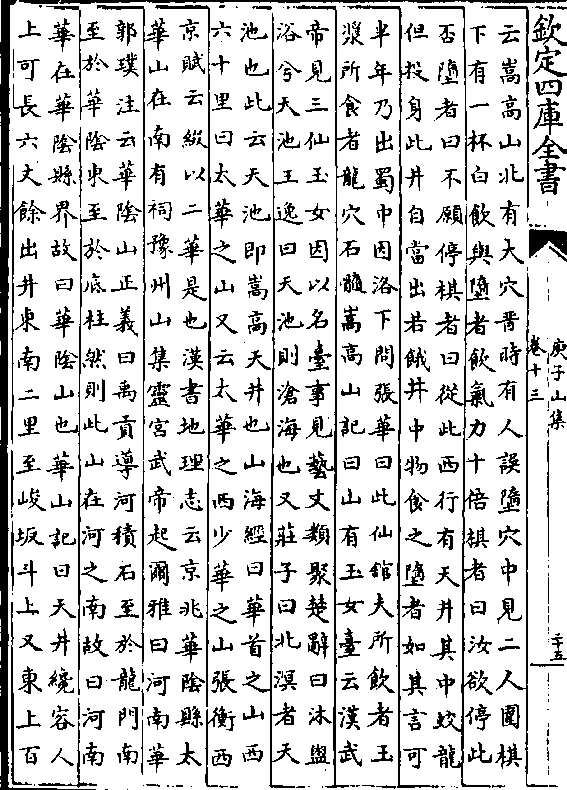 欽定四庫全書
庾子山集
卷十三
三十五
云嵩高山北有大穴晉時有人誤墮穴中見二人圍棋
下有一杯白飲與墮者飲氣力十倍棋者曰汝欲停此
否墮者曰不願停棋者曰從此西行有天井其中蛟龍
但投身此井自當出若餓井中物食之墮者如其言可
半年乃出蜀中因洛下問張華曰此仙館夫所飲者玉
漿所食者龍穴石髓嵩高山記曰山有玉女臺云漢武
帝見三仙玉女因以名臺事見藝文類聚楚辭曰沐盥
浴兮天池王逸曰天池則滄海也又莊子曰北溟者天
池也此云天池即嵩高天井也山海經曰華首之山西
六十里曰太華之山又云太華之西少華之山張衡西
京賦云綴以二華是也漢書地理志云京兆華陰縣太
華山在南有祠豫州山集靈宮武帝起爾雅曰河南華
郭璞注云華陰山正義曰禹貢導河積石至於龍門南
至於華陰東至於底柱然則此山在河之南故曰河南
華在華陰縣界故曰華陰山也華山記曰天井纔容人
上可長六丈餘出井東南二里至峻坂斗上又東上百